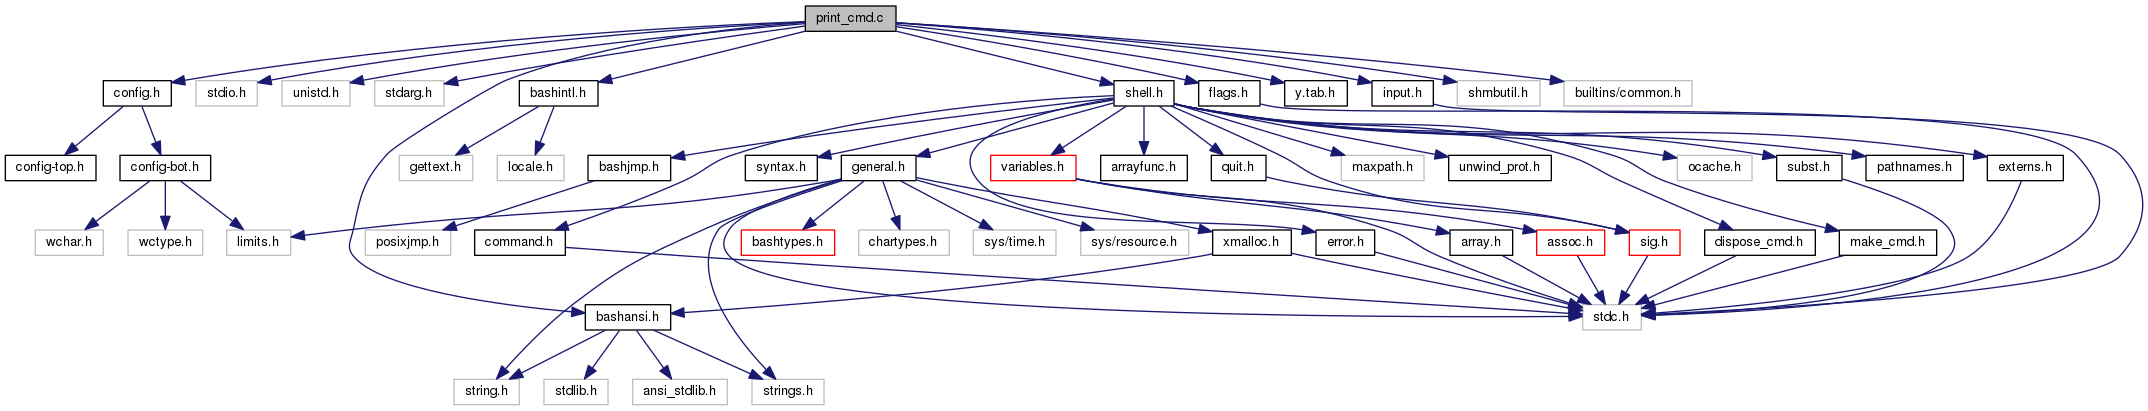 print_cmd.c
config.h
stdio.h
unistd.h
stdarg.h
bashintl.h
shell.h
flags.h
y.tab.h
input.h
shmbutil.h
builtins/common.h
config-top.h
config-bot.h
gettext.h
locale.h
bashjmp.h
syntax.h
general.h
variables.h
arrayfunc.h
quit.h
maxpath.h
unwind_prot.h
ocache.h
subst.h
pathnames.h
externs.h
wchar.h
wctype.h
limits.h
posixjmp.h
command.h
bashtypes.h
chartypes.h
sys/time.h
sys/resource.h
xmalloc.h
error.h
array.h
assoc.h
sig.h
dispose_cmd.h
make_cmd.h
bashansi.h
stdc.h
string.h
stdlib.h
ansi_stdlib.h
strings.h